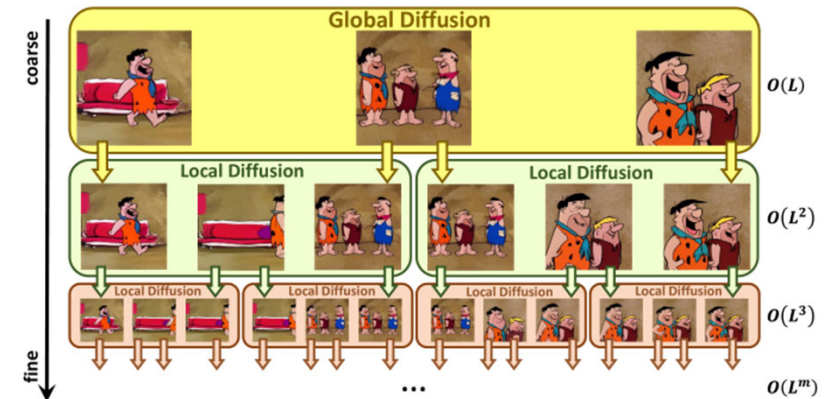 Global Diffusion
coarse
O(L)
Local Diffusion
Local Diffusion
O(L²)
Local Diffusion
Local Diffusion
Local Diffusion
Local Diffusion
O(L³)
fine
...
O(Lᵐ)